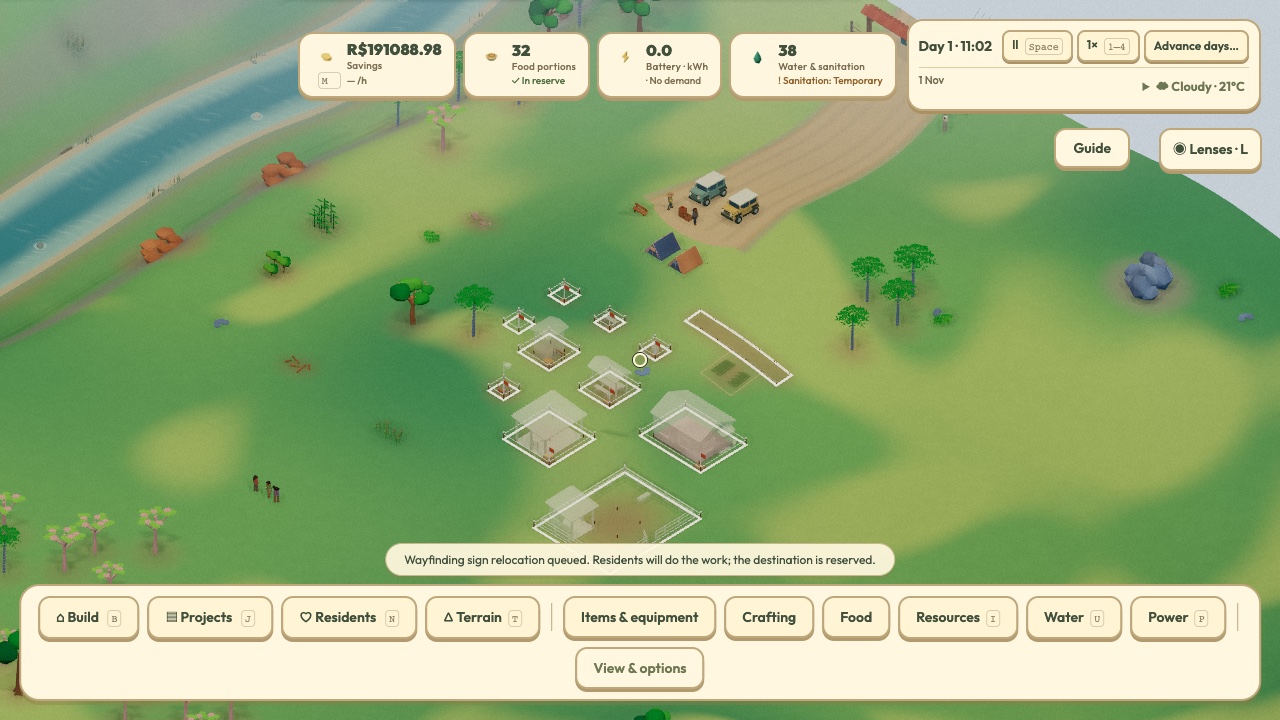 R$191088.98
Savings
M —/h
32
Food portions
✓ In reserve
0.0
Battery · kWh
· No demand
38
Water & sanitation
! Sanitation: Temporary
Day 1 · 11:02
II Space
1× 1–4
Advance days...
1 Nov
▶ Cloudy · 21°C
Guide
◉ Lenses · L
Wayfinding sign relocation queued. Residents will do the work; the destination is reserved.
⌂ Build B
▤ Projects J
♡ Residents N
△ Terrain T
Items & equipment
Crafting
Food
Resources I
Water U
Power P
View & options